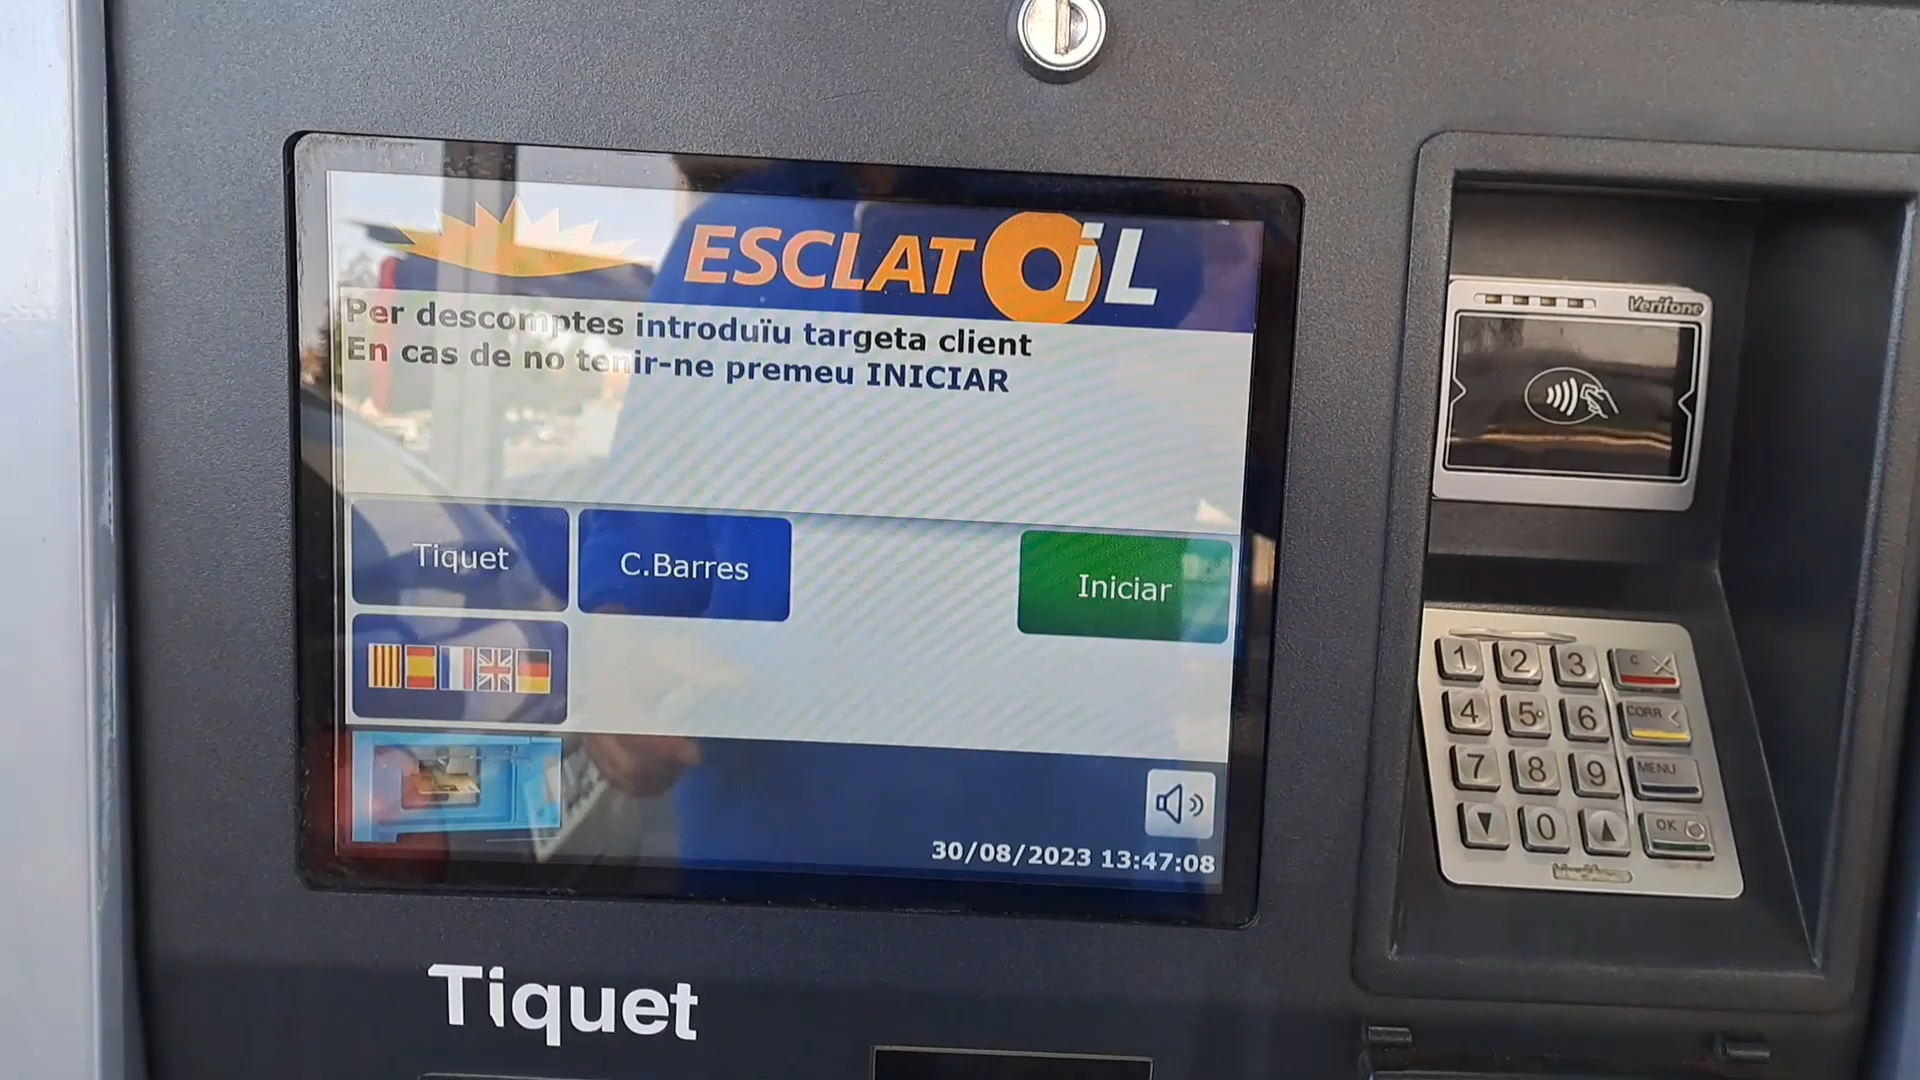 ESCLAT OiL
Per descomptes introduïu targeta client
En cas de no tenir-ne premeu INICIAR
Tiquet
C.Barres
Iniciar
30/08/2023 13:47:08
Tiquet
Verifone
1 2 3 C
4 5 6 CORR
7 8 9 MENU
0 OK